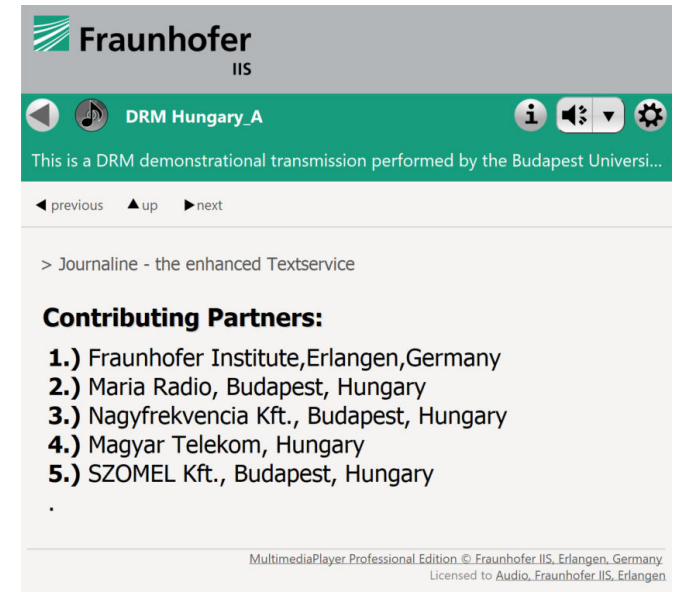 Fraunhofer
IIS
DRM Hungary_A
This is a DRM demonstrational transmission performed by the Budapest Universi...
previous up next
> Journaline - the enhanced Textservice
Contributing Partners:
1.) Fraunhofer Institute,Erlangen,Germany
2.) Maria Radio, Budapest, Hungary
3.) Nagyfrekvencia Kft., Budapest, Hungary
4.) Magyar Telekom, Hungary
5.) SZOMEL Kft., Budapest, Hungary
.
MultimediaPlayer Professional Edition © Fraunhofer IIS, Erlangen, Germany
Licensed to Audio, Fraunhofer IIS, Erlangen